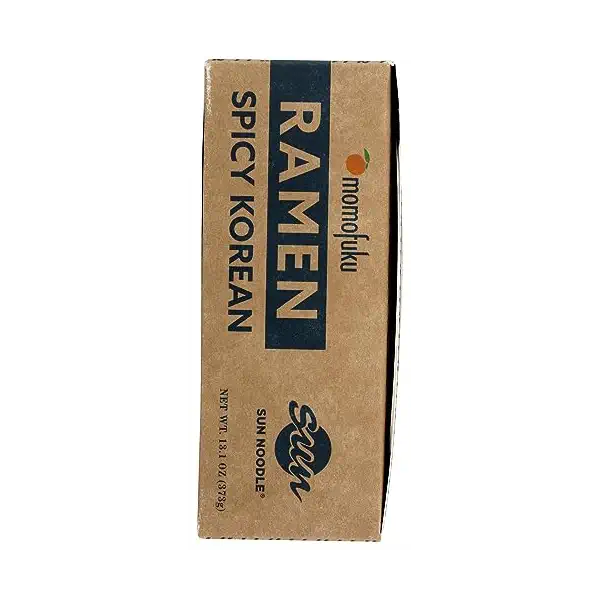 momofuku
RAMEN
SPICY KOREAN
sun
SUN NOODLE®
NET WT. 13.1 OZ (373g)